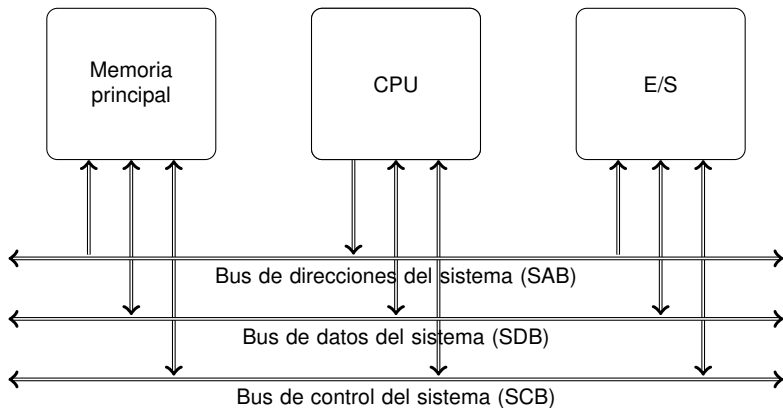 Memoria
principal
CPU
E/S
Bus de direcciones del sistema (SAB)
Bus de datos del sistema (SDB)
Bus de control del sistema (SCB)